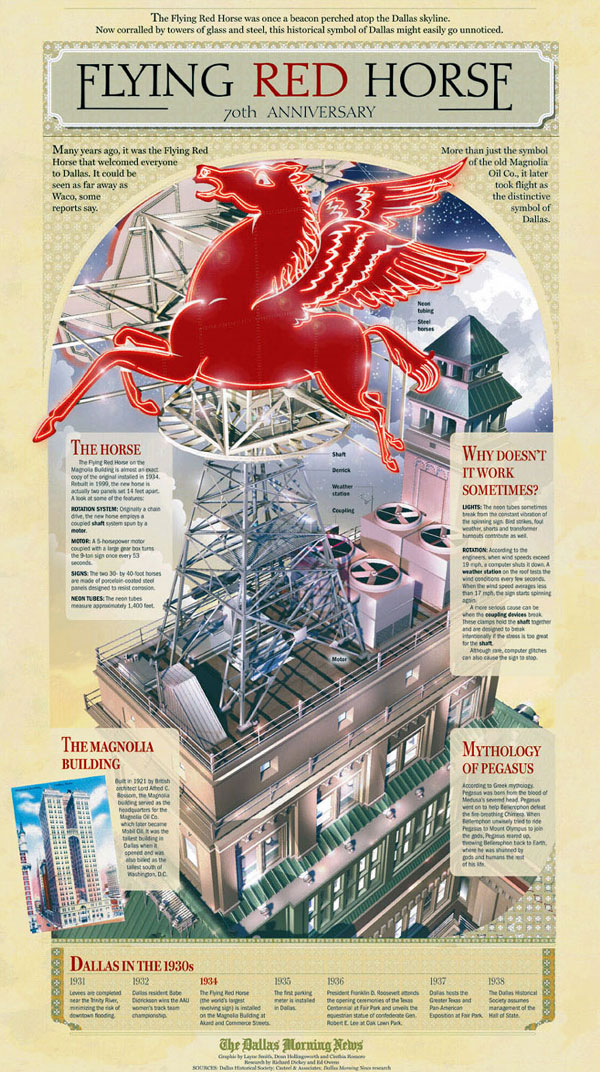 The Flying Red Horse was once a beacon perched atop the Dallas skyline.
Now corralled by towers of glass and steel, this historical symbol of Dallas might easily go unnoticed.
FLYING RED HORSE
70th ANNIVERSARY
Many years ago, it was the Flying Red
Horse that welcomed everyone
to Dallas. It could be
seen as far away as
Waco, some
reports say.
More than just the symbol
of the old Magnolia
Oil Co., it later
took flight as
the distinctive
symbol of
Dallas.
Neon
tubing
Steel
horses
THE HORSE
The Flying Red Horse on the
Magnolia Building is almost an exact
copy of the original installed in 1934.
Rebuilt in 1999, the new horse is
actually two panels set 14 feet apart.
A look at some of the features:
ROTATION SYSTEM: Originally a chain
drive, the new horse employs a
coupled shaft system spun by a
motor.
MOTOR: A 5-horsepower motor
coupled with a large gear box turns
the 9-ton sign once every 53
seconds.
SIGNS: The two 30- by 40-foot horses
are made of porcelain-coated steel
panels designed to resist corrosion.
NEON TUBES: The neon tubes
measure approximately 1,400 feet.
Shaft
Derrick
Weather
station
Coupling
Motor
WHY DOESN'T
IT WORK
SOMETIMES?
LIGHTS: The neon tubes sometimes
break from the constant vibration of
the spinning sign. Bird strikes, foul
weather, shorts and transformer
burnouts contribute as well.
ROTATION: According to the
engineers, when wind speeds exceed
19 mph, a computer shuts it down. A
weather station on the roof tests the
wind conditions every few seconds.
When the wind speed averages less
than 17 mph, the sign starts spinning
again.
A more serious cause can be
when the coupling devices break.
These clamps hold the shaft together
and are designed to break
intentionally if the stress is too great
for the shaft.
Although rare, computer glitches
can also cause the sign to stop.
THE MAGNOLIA
BUILDING
Built in 1921 by British
architect Lord Alfred C.
Bossom, the Magnolia
building served as the
headquarters for the
Magnolia Oil Co.
which later became
Mobil Oil. It was the
tallest building in
Dallas when it
opened and was
also billed as the
tallest south of
Washington, D.C.
MYTHOLOGY
OF PEGASUS
According to Greek mythology,
Pegasus was born from the blood of
Medusa's severed head. Pegasus
went on to help Bellerophon defeat
the fire-breathing Chimera. When
Bellerophon unwisely tried to ride
Pegasus to Mount Olympus to join
the gods, Pegasus reared up,
throwing Bellerophon back to Earth,
where he was shunned by
gods and humans the rest
of his life.
DALLAS IN THE 1930s
1931
Levees are completed
near the Trinity River,
minimizing the risk of
downtown flooding.
1932
Dallas resident Babe
Didrickson wins the AAU
women's track team
championship.
1934
The Flying Red Horse
(the world's largest
revolving sign) is installed
on the Magnolia Building at
Akard and Commerce Streets.
1935
The first parking
meter is installed
in Dallas.
1936
President Franklin D. Roosevelt attends
the opening ceremonies of the Texas
Centennial at Fair Park and unveils the
equestrian statue of confederate Gen.
Robert E. Lee at Oak Lawn Park.
1937
Dallas hosts the
Greater Texas and
Pan-American
Exposition at Fair Park.
1938
The Dallas Historical
Society assumes
management of the
Hall of State.
The Dallas Morning News
Graphic by Layne Smith, Dean Hollingsworth and Cinthia Romero
Research by Richard Dickey and Ed Owens
SOURCES: Dallas Historical Society; Casteel & Associates; Dallas Morning News research